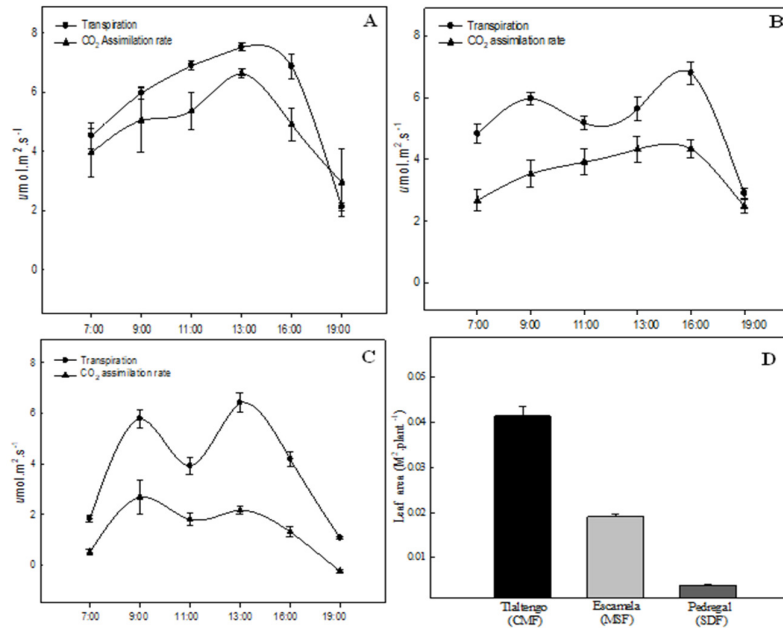 A
Transpiration
CO₂ Assimilation rate
8
6
4
2
0
umol.m².s⁻¹
7:00 9:00 11:00 13:00 16:00 19:00
B
Transpiration
CO₂ assimilation rate
8
6
4
2
0
umol.m².s⁻¹
7:00 9:00 11:00 13:00 16:00 19:00
C
Transpiration
CO₂ assimilation rate
8
6
4
2
0
umol.m².s⁻¹
7:00 9:00 11:00 13:00 16:00 19:00
D
0.05
0.04
0.02
0.01
Leaf area (M².plant⁻¹)
Tlaltengo Escamela Pedregal
(CMF) (MSF) (SDF)